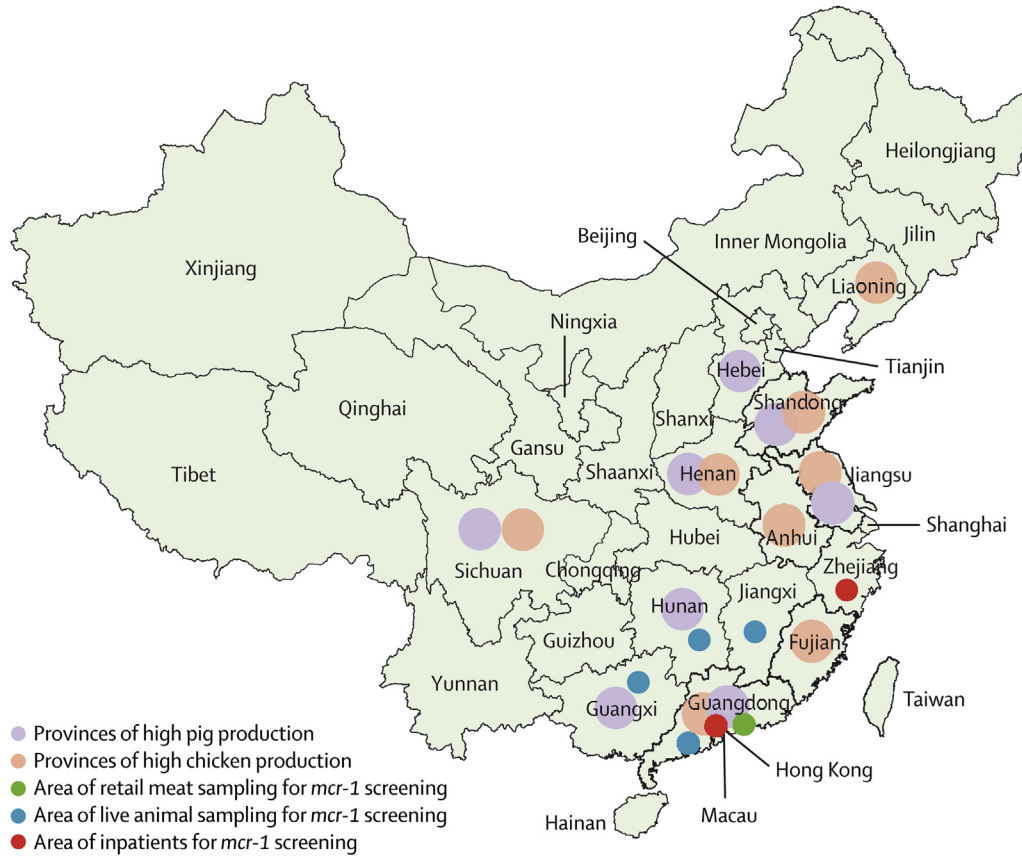 Heilongjiang
Jilin
Beijing
Inner Mongolia
Xinjiang
Liaoning
Ningxia
Tianjin
Hebei
Shandong
Qinghai
Shanxi
Gansu
Tibet
Shaanxi
Henan
Jiangsu
Shanghai
Hubei
Anhui
Sichuan
Chongqing
Zhejiang
Jiangxi
Hunan
Guizhou
Fujian
Yunnan
Guangxi
Guangdong
Taiwan
Hong Kong
Macau
Hainan
Provinces of high pig production
Provinces of high chicken production
Area of retail meat sampling for mcr-1 screening
Area of live animal sampling for mcr-1 screening
Area of inpatients for mcr-1 screening